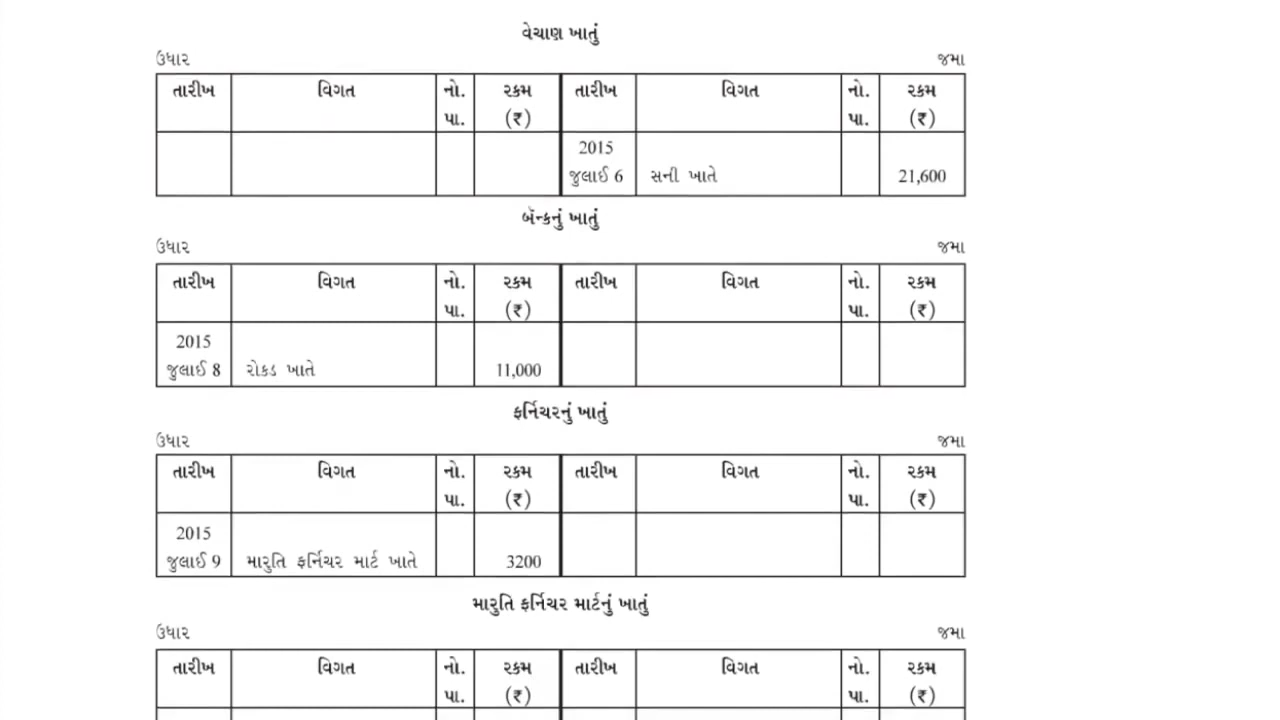 વેચાણ ખાતું
ઉધાર જમા
તારીખ વિગત નો. રકમ તારીખ વિગત નો. રકમ
પા. (₹) પા. (₹)
2015
જુલાઈ 6 સની ખાતે 21,600
બૅન્કનું ખાતું
ઉધાર જમા
તારીખ વિગત નો. રકમ તારીખ વિગત નો. રકમ
પા. (₹) પા. (₹)
2015
જુલાઈ 8 રોકડ ખાતે 11,000
ફર્નિચરનું ખાતું
ઉધાર જમા
તારીખ વિગત નો. રકમ તારીખ વિગત નો. રકમ
પા. (₹) પા. (₹)
2015
જુલાઈ 9 મારુતિ ફર્નિચર માર્ટ ખાતે 3200
મારુતિ ફર્નિચર માર્ટનું ખાતું
ઉધાર જમા
તારીખ વિગત નો. રકમ તારીખ વિગત નો. રકમ
પા. (₹) પા. (₹)